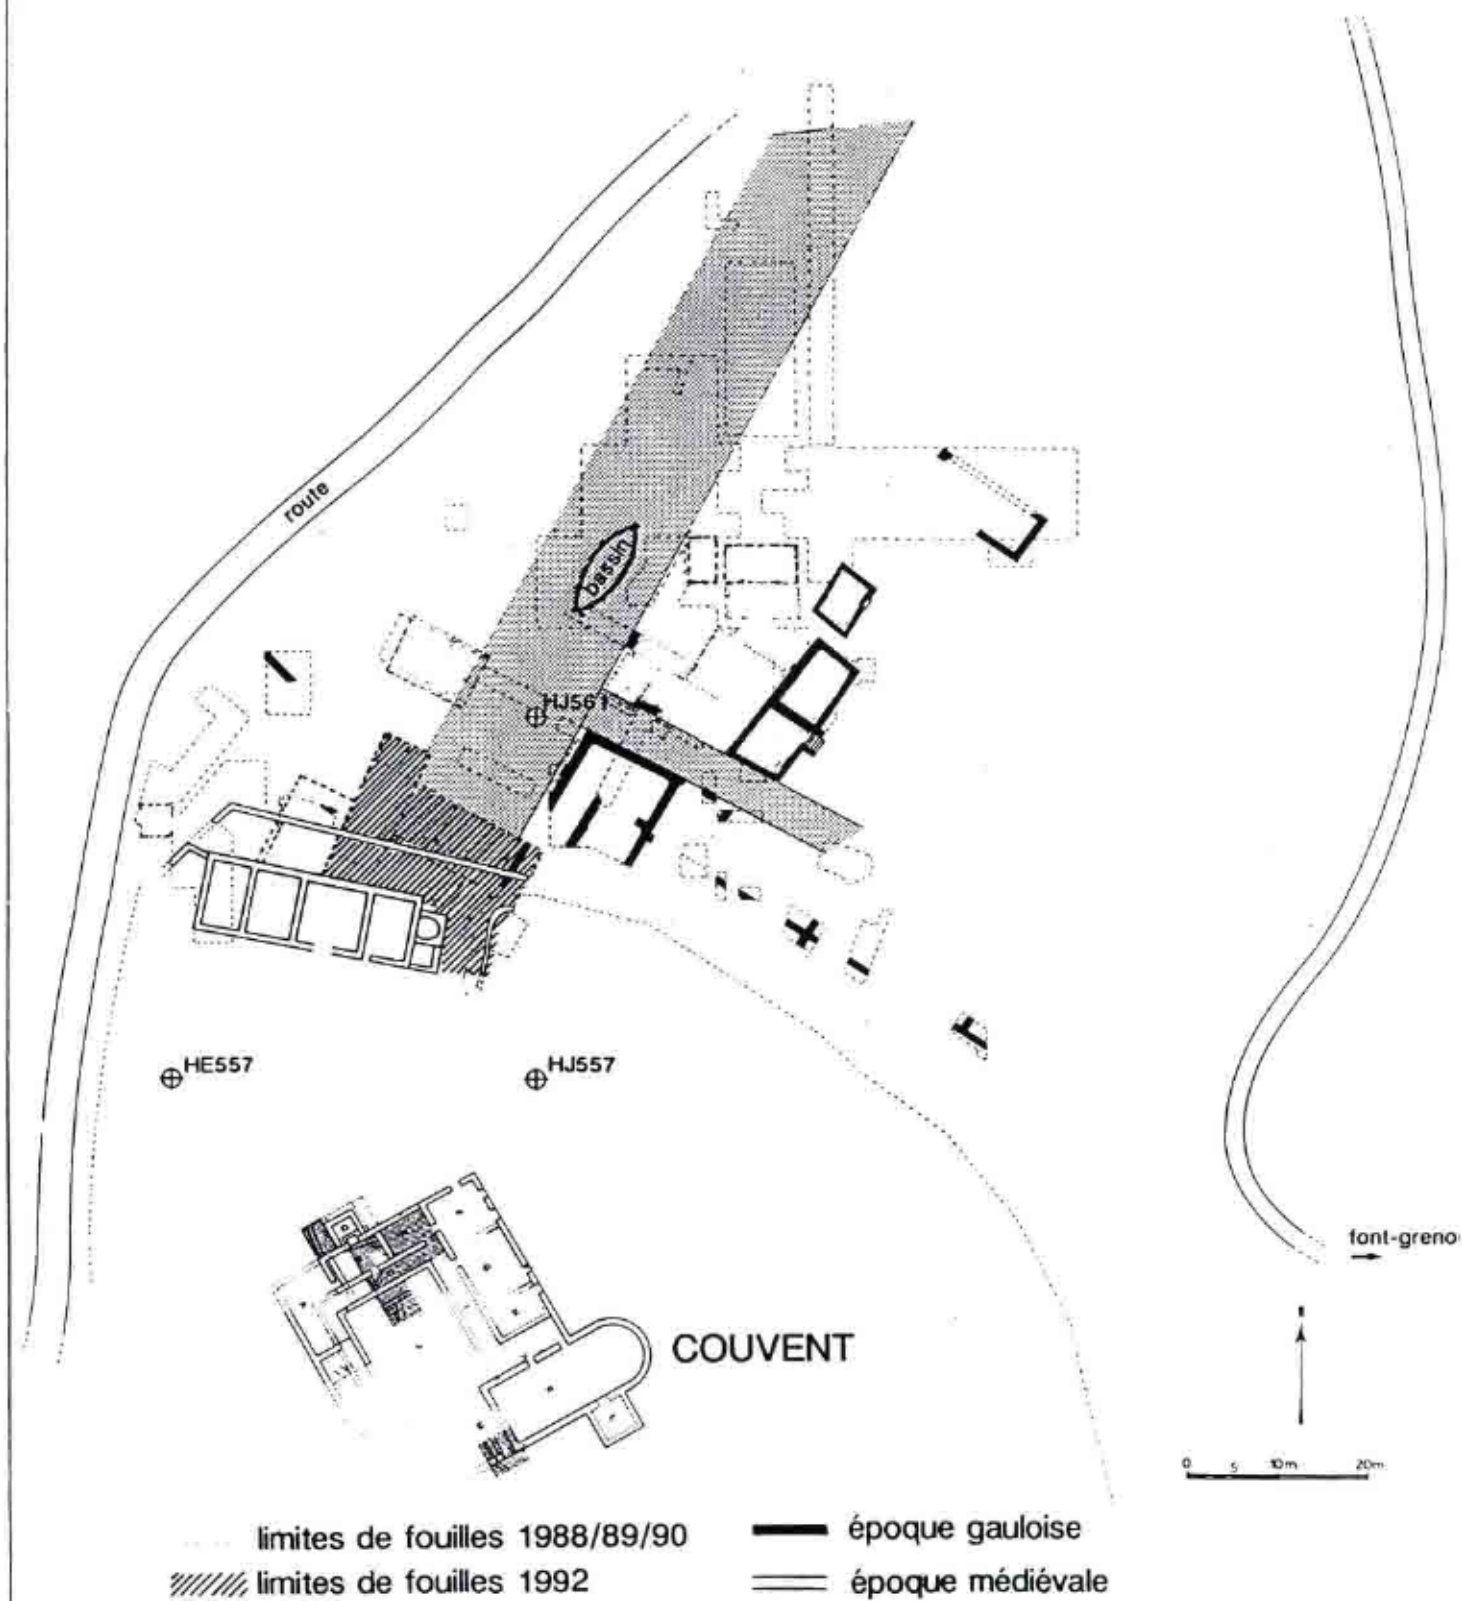 route
bassin
HJ561
HE557
HJ557
font-greno
COUVENT
0 5 10m 20m
limites de fouilles 1988/89/90
limites de fouilles 1992
époque gauloise
époque médiévale